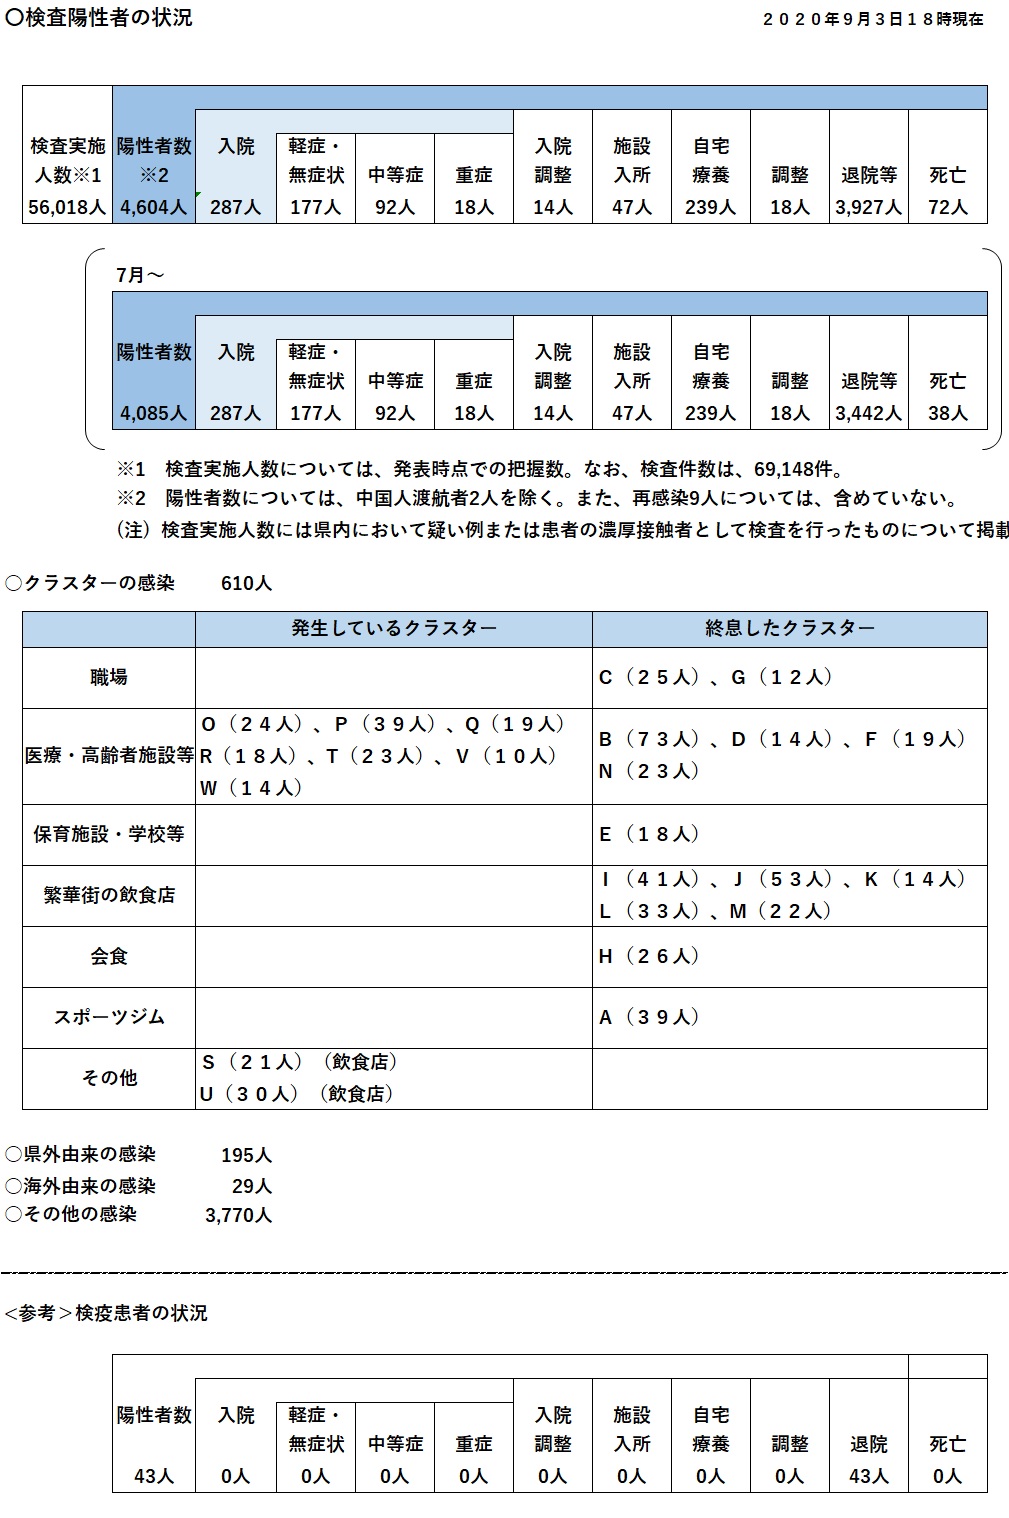 〇検査陽性者の状況
２０２０年９月３日１８時現在
検査実施 陽性者数 入院 軽症・ 入院 施設 自宅
人数※1 ※2 無症状 中等症 重症 調整 入所 療養 調整 退院等 死亡
56,018人 4,604人 287人 177人 92人 18人 14人 47人 239人 18人 3,927人 72人
7月～
陽性者数 入院 軽症・ 入院 施設 自宅
無症状 中等症 重症 調整 入所 療養 調整 退院等 死亡
4,085人 287人 177人 92人 18人 14人 47人 239人 18人 3,442人 38人
※1　検査実施人数については、発表時点での把握数。なお、検査件数は、69,148件。
※2　陽性者数については、中国人渡航者2人を除く。また、再感染9人については、含めていない。
（注）検査実施人数には県内において疑い例または患者の濃厚接触者として検査を行ったものについて掲載
○クラスターの感染 610人
発生しているクラスター 終息したクラスター
職場 C（２５人）、G（１２人）
医療・高齢者施設等
O（２４人）、P（３９人）、Q（１９人）
R（１８人）、T（２３人）、V（１０人）
W（１４人）
B（７３人）、D（１４人）、F（１９人）
N（２３人）
保育施設・学校等 E（１８人）
繁華街の飲食店
I（４１人）、J（５３人）、K（１４人）
L（３３人）、M（２２人）
会食 H（２６人）
スポーツジム A（３９人）
その他
S（２１人）（飲食店）
U（３０人）（飲食店）
○県外由来の感染 195人
○海外由来の感染 29人
○その他の感染 3,770人
<参考＞検疫患者の状況
陽性者数 入院 軽症・ 入院 施設 自宅
無症状 中等症 重症 調整 入所 療養 調整 退院 死亡
43人 0人 0人 0人 0人 0人 0人 0人 0人 43人 0人